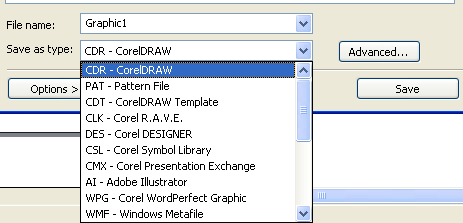 File name: Graphic1
Save as type: CDR - CorelDRAW
Advanced...
CDR - CorelDRAW
Options >
Save
PAT - Pattern File
CDT - CorelDRAW Template
CLK - Corel R.A.V.E.
DES - Corel DESIGNER
CSL - Corel Symbol Library
CMX - Corel Presentation Exchange
AI - Adobe Illustrator
WPG - Corel WordPerfect Graphic
WMF - Windows Metafile